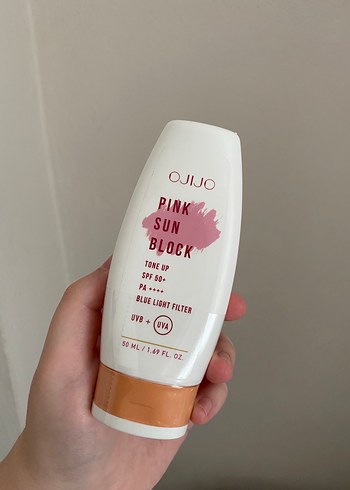 OJIJO
PINK
SUN
BLOCK
TONE UP
SPF 50+
PA ++++
BLUE LIGHT FILTER
UVB + UVA
50 ML / 1.69 FL. OZ.